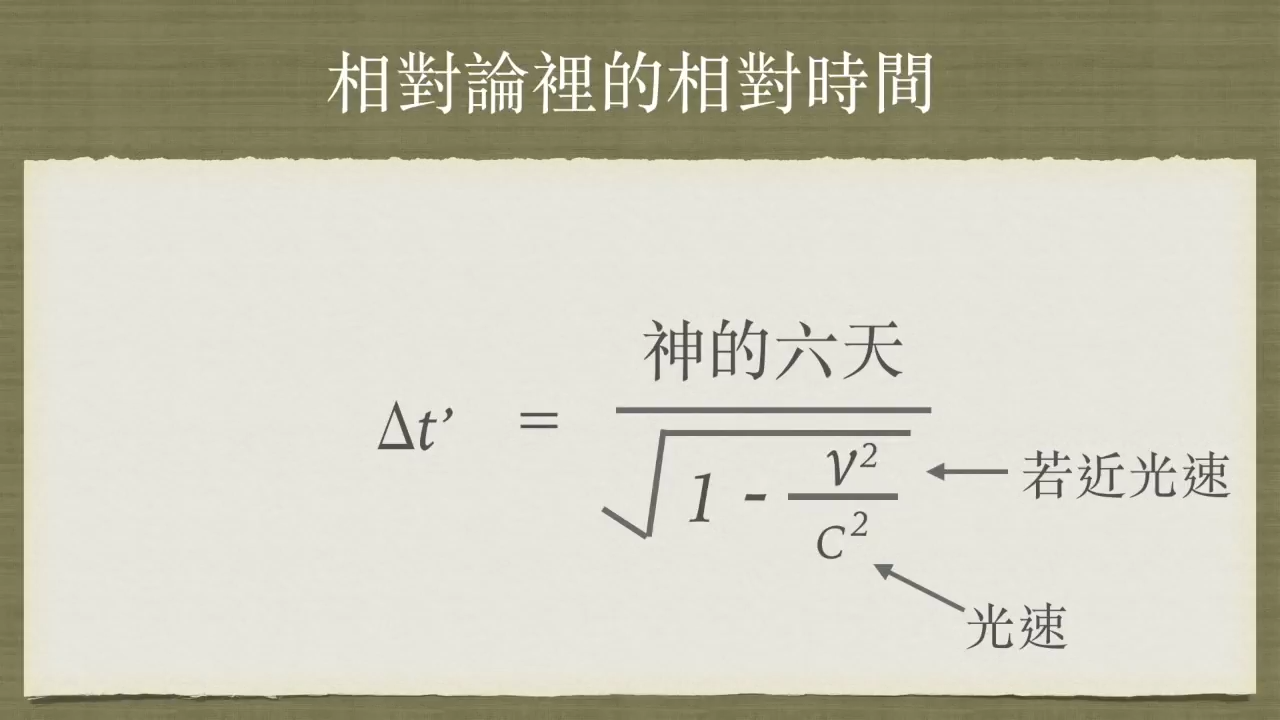 相對論裡的相對時間
神的六天
Δt’ =
1 - v²
c²
若近光速
光速